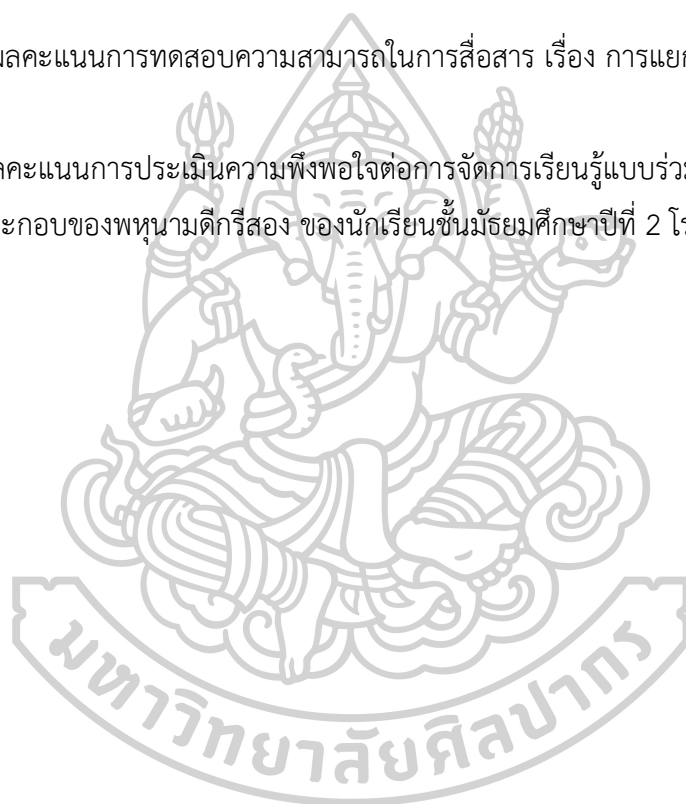 ผลคะแนนการทดสอบความสามารถในการสื่อสาร เรื่อง การแยก
ลคะแนนการประเมินความพึงพอใจต่อการจัดการเรียนรู้แบบร่วม
ะกอบของพหุนามดีกรีสอง ของนักเรียนชั้นมัธยมศึกษาปีที่ 2 โร
มหาวิทยาลัยศิลปากร